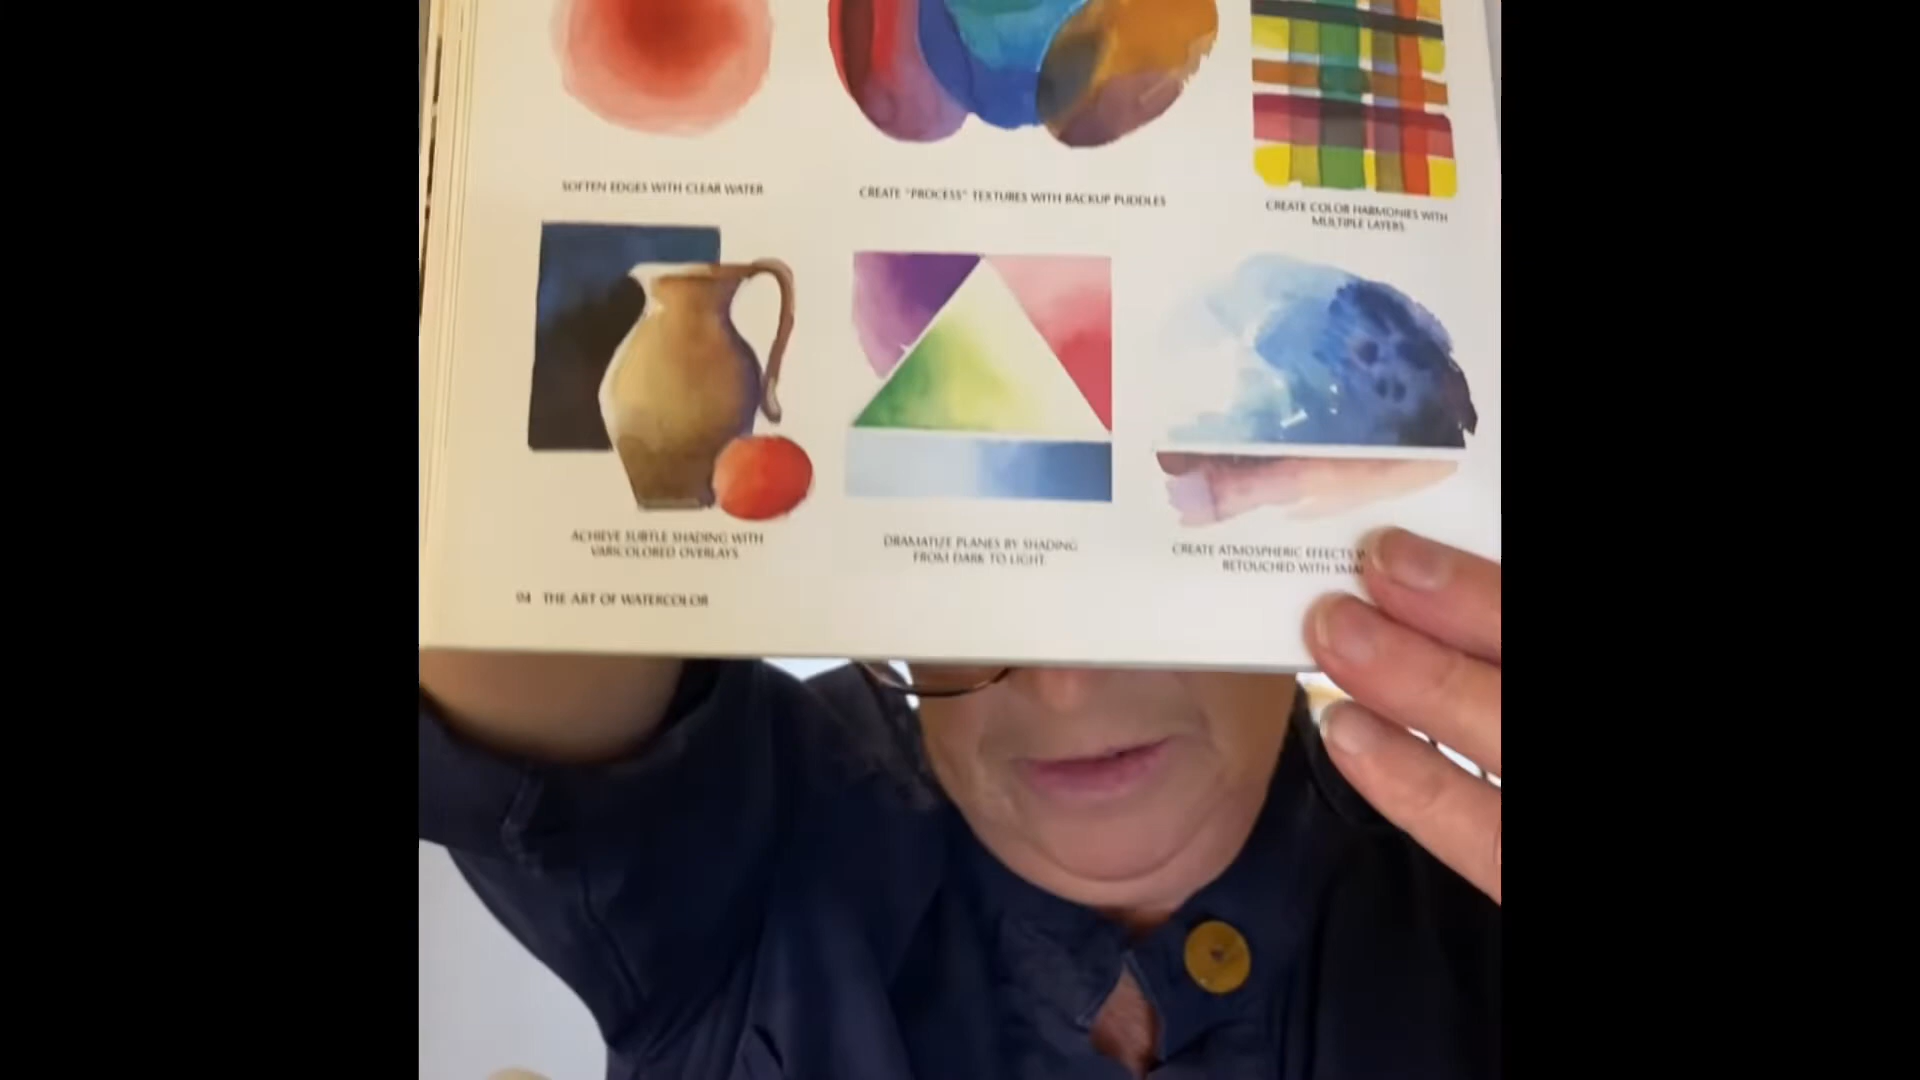 SOFTEN EDGES WITH CLEAR WATER
CREATE "PROCESS" TEXTURES WITH BACKUP PUDDLES
CREATE COLOR HARMONIES WITH
MULTIPLE LAYERS
ACHIEVE SUBTLE SHADING WITH
VARICOLORED OVERLAYS
DRAMATIZE PLANES BY SHADING
FROM DARK TO LIGHT
CREATE ATMOSPHERIC EFFECTS
RETOUCHED WITH
94 THE ART OF WATERCOLOR